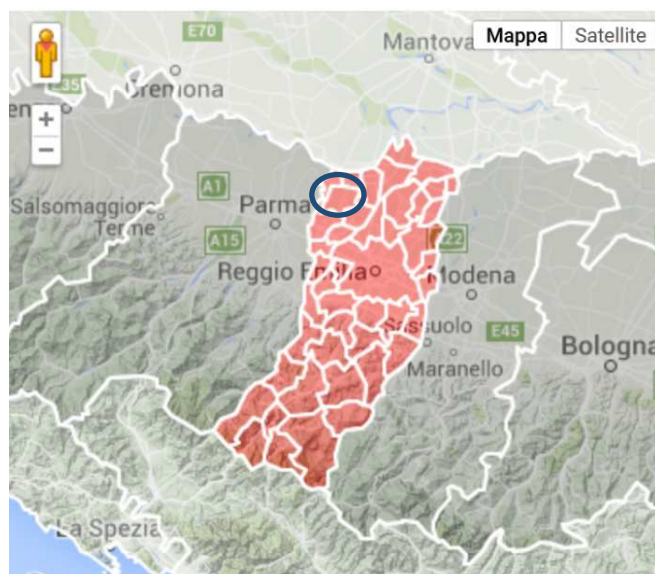 E70
Mantova
Mappa
Satellite
Cremona
E35
+
−
A1
Salsomaggiore
Terme
Parma
A15
A22
Reggio Emilia
Modena
Sassuolo
E45
Maranello
Bologna
La Spezia